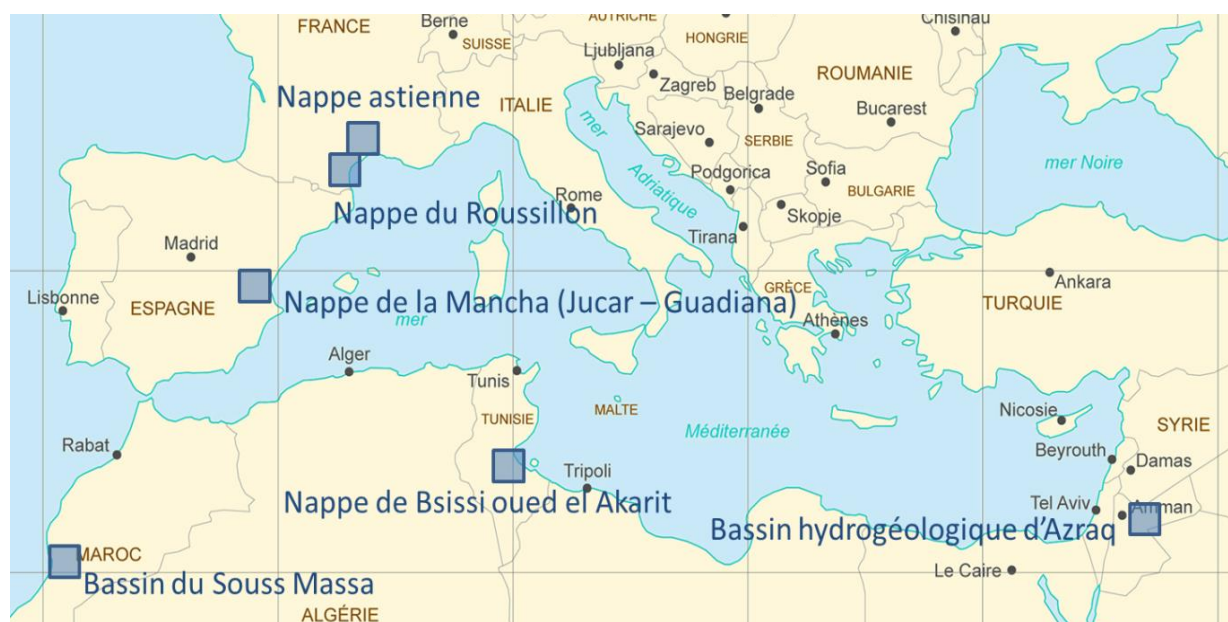 FRANCE
Berne
SUISSE
AUTRICHE
HONGRIE
Chisinau
Ljubljana
Zagreb
ROUMANIE
Belgrade
Bucarest
Nappe astienne
ITALIE
mer
Adriatique
Sarajevo
SERBIE
Podgorica
Sofia
BULGARIE
mer Noire
Nappe du Roussillon
Rome
Skopje
Tirana
Madrid
Lisbonne
ESPAGNE
Nappe de la Mancha (Jucar – Guadiana)
mer
GRÈCE
Athènes
Ankara
TURQUIE
Alger
Tunis
TUNISIE
MALTE
Méditerranée
Nicosie
SYRIE
Rabat
Beyrouth
Damas
Tripoli
Nappe de Bsissi oued el Akarit
Tel Aviv
Amman
Bassin hydrogéologique d'Azraq
MAROC
Bassin du Souss Massa
Le Caire
ALGÉRIE